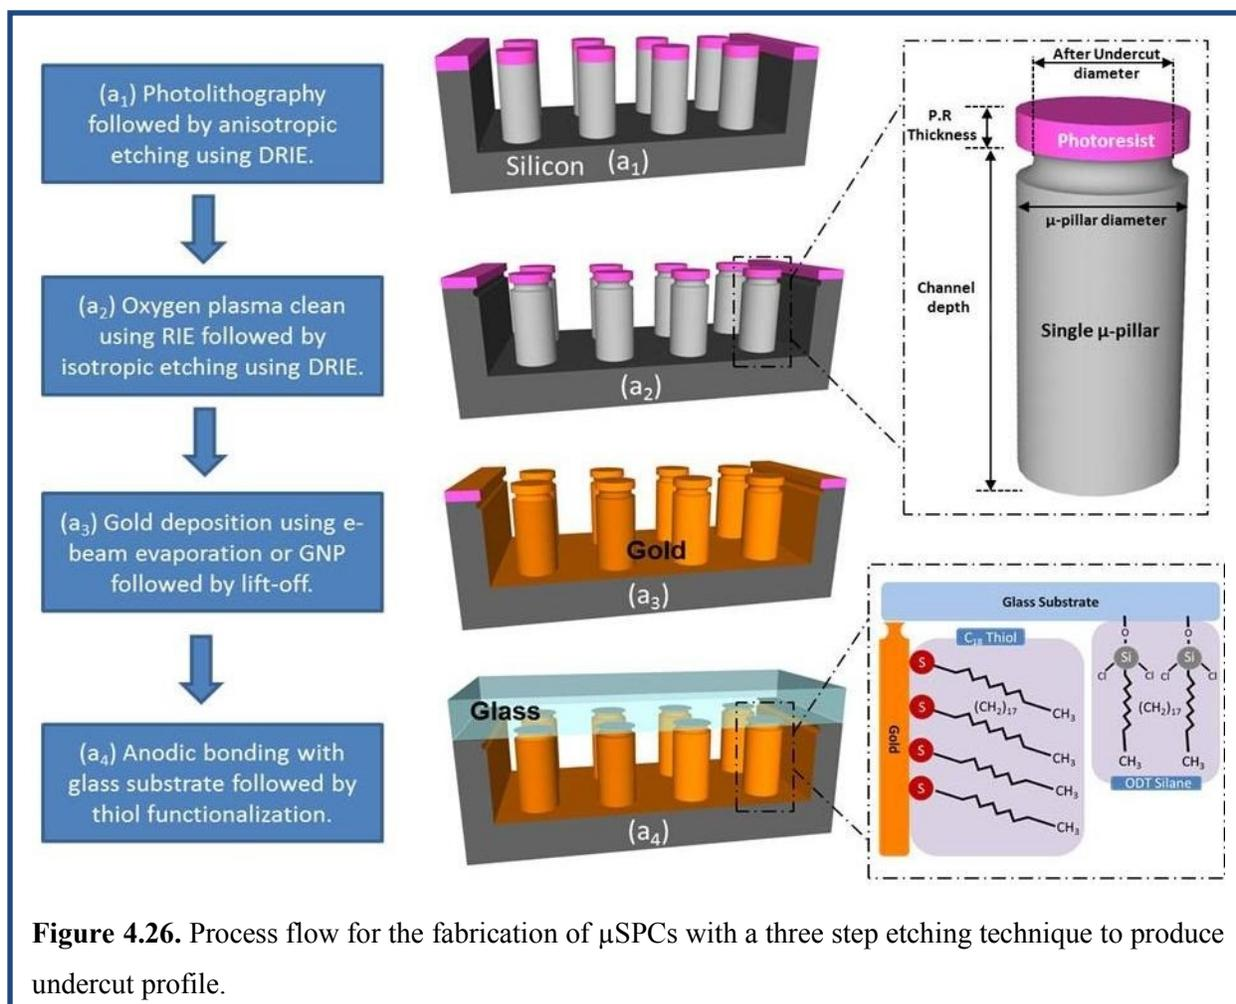 (a₁) Photolithography
followed by anisotropic
etching using DRIE.
(a₂) Oxygen plasma clean
using RIE followed by
isotropic etching using DRIE.
(a₃) Gold deposition using e-
beam evaporation or GNP
followed by lift-off.
(a₄) Anodic bonding with
glass substrate followed by
thiol functionalization.
Silicon (a₁)
(a₂)
Gold
(a₃)
Glass
(a₄)
After Undercut
diameter
P.R
Thickness
Photoresist
µ-pillar diameter
Channel
depth
Single µ-pillar
Glass Substrate
C₁₈ Thiol
O O
S
Si Si
Cl Cl Cl
(CH₂)₁₇
CH₃
S
(CH₂)₁₇
Gold
CH₃
CH₃ CH₃
S
CH₃
ODT Silane
S
CH₃
Figure 4.26. Process flow for the fabrication of µSPCs with a three step etching technique to produce
undercut profile.